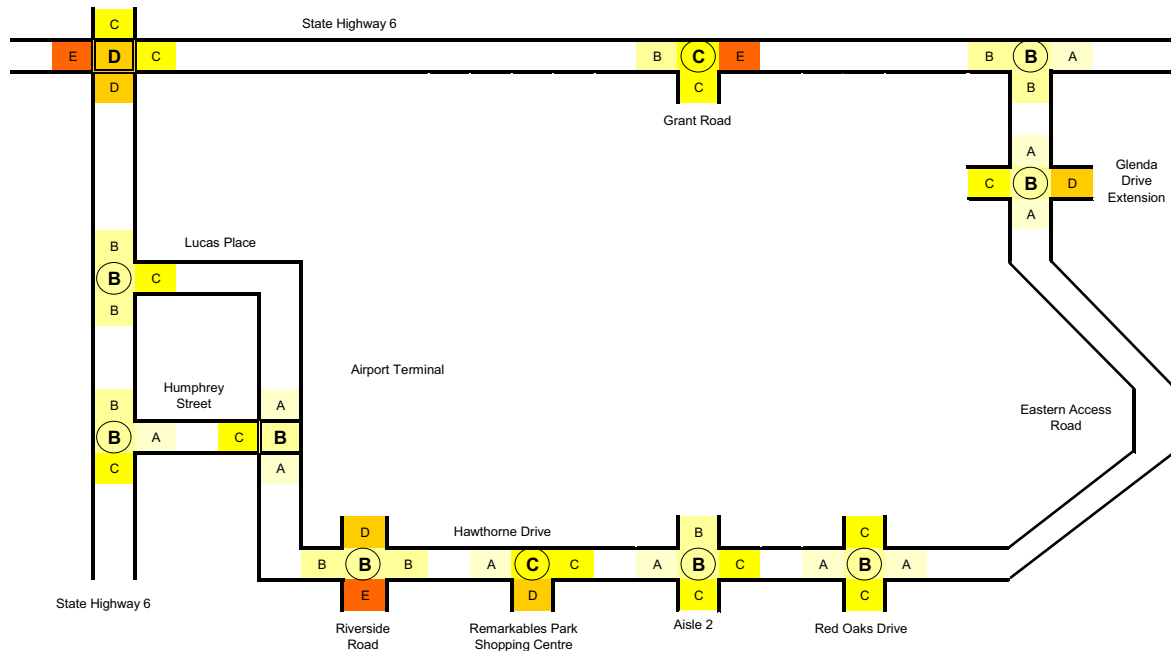 C
State Highway 6
E D C
B C E
B B A
D
C
B
Grant Road
A
C B D
Glenda
Drive
Extension
A
B
Lucas Place
B C
B
Airport Terminal
Humphrey
Street
B
A
Eastern Access
Road
B A
C B
C
A
D
Hawthorne Drive
B
C
B B B
A C C
A B C
A B A
E
D
C
C
State Highway 6
Riverside
Road
Remarkables Park
Shopping Centre
Aisle 2
Red Oaks Drive